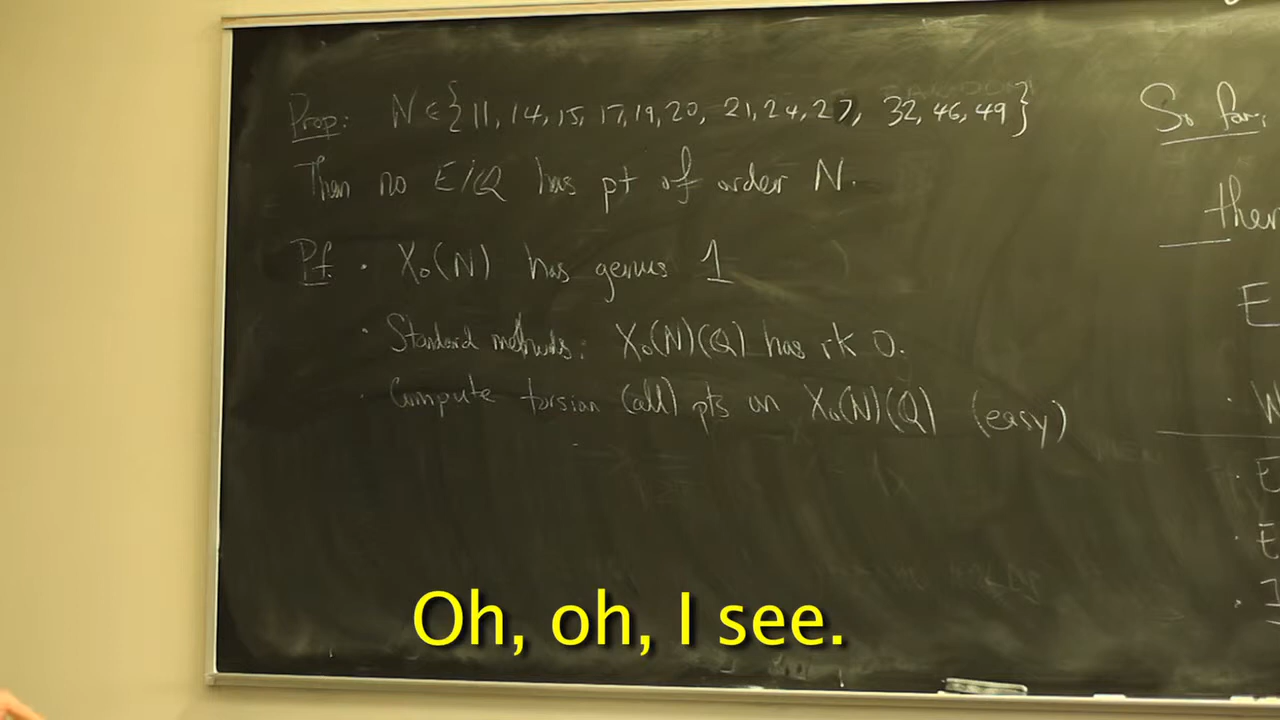 Prop: N ∈ {11, 14, 15, 17, 19, 20, 21, 24, 27, 32, 46, 49}
Then no E/Q has pt of order N.
Pf. · X₀(N) has genus 1
· Standard methods: X₀(N)(Q) has rk 0.
· Compute torsion (all) pts on X₀(N)(Q) (easy)
So far:
ther
E
· W
· E
· E
Oh, oh, I see.